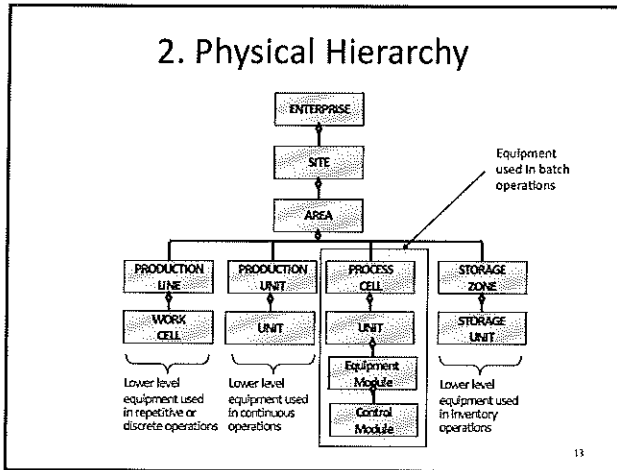 2. Physical Hierarchy
ENTERPRISE
SITE
AREA
Equipment
used in batch
operations
PRODUCTION
LINE
PRODUCTION
UNIT
PROCESS
CELL
STORAGE
ZONE
WORK
CELL
UNIT
UNIT
STORAGE
UNIT
Equipment
Module
Control
Module
Lower level
equipment used
in repetitive or
discrete operations
Lower level
equipment used
in continuous
operations
Lower level
equipment used
in inventory
operations
13